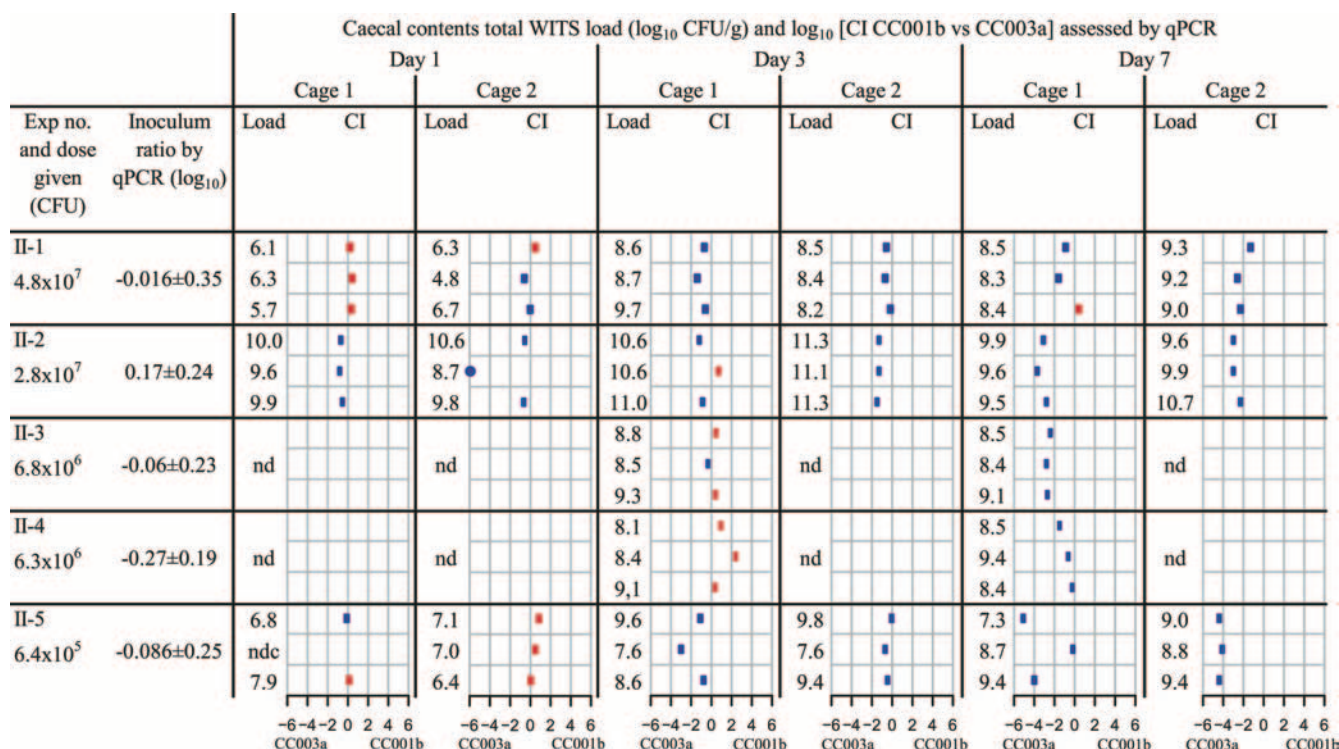 Caecal contents total WITS load (log₁₀ CFU/g) and log₁₀ [CI CC001b vs CC003a] assessed by qPCR
Day 1 Day 3 Day 7
Cage 1 Cage 2 Cage 1 Cage 2 Cage 1 Cage 2
Exp no. Inoculum Load CI Load CI Load CI Load CI Load CI Load CI
and dose ratio by
given qPCR (log₁₀)
(CFU)
II-1 6.1 6.3 8.6 8.5 8.5 9.3
4.8x10⁷ -0.016±0.35 6.3 4.8 8.7 8.4 8.3 9.2
5.7 6.7 9.7 8.2 8.4 9.0
II-2 10.0 10.6 10.6 11.3 9.9 9.6
2.8x10⁷ 0.17±0.24 9.6 8.7 10.6 11.1 9.6 9.9
9.9 9.8 11.0 11.3 9.5 10.7
II-3 8.8 8.5
6.8x10⁶ -0.06±0.23 nd nd 8.5 nd 8.4 nd
9.3 9.1
II-4 8.1 8.5
6.3x10⁶ -0.27±0.19 nd nd 8.4 nd 9.4 nd
9,1 8.4
II-5 6.8 7.1 9.6 9.8 7.3 9.0
6.4x10⁵ -0.086±0.25 ndc 7.0 7.6 7.6 8.7 8.8
7.9 6.4 8.6 9.4 9.4 9.4
−6 −4 −2 0 2 4 6 −6 −4 −2 0 2 4 6 −6 −4 −2 0 2 4 6 −6 −4 −2 0 2 4 6 −6 −4 −2 0 2 4 6 −6 −4 −2 0 2 4 6
CC003a CC001b CC003a CC001b CC003a CC001b CC003a CC001b CC003a CC001b CC003a CC001b